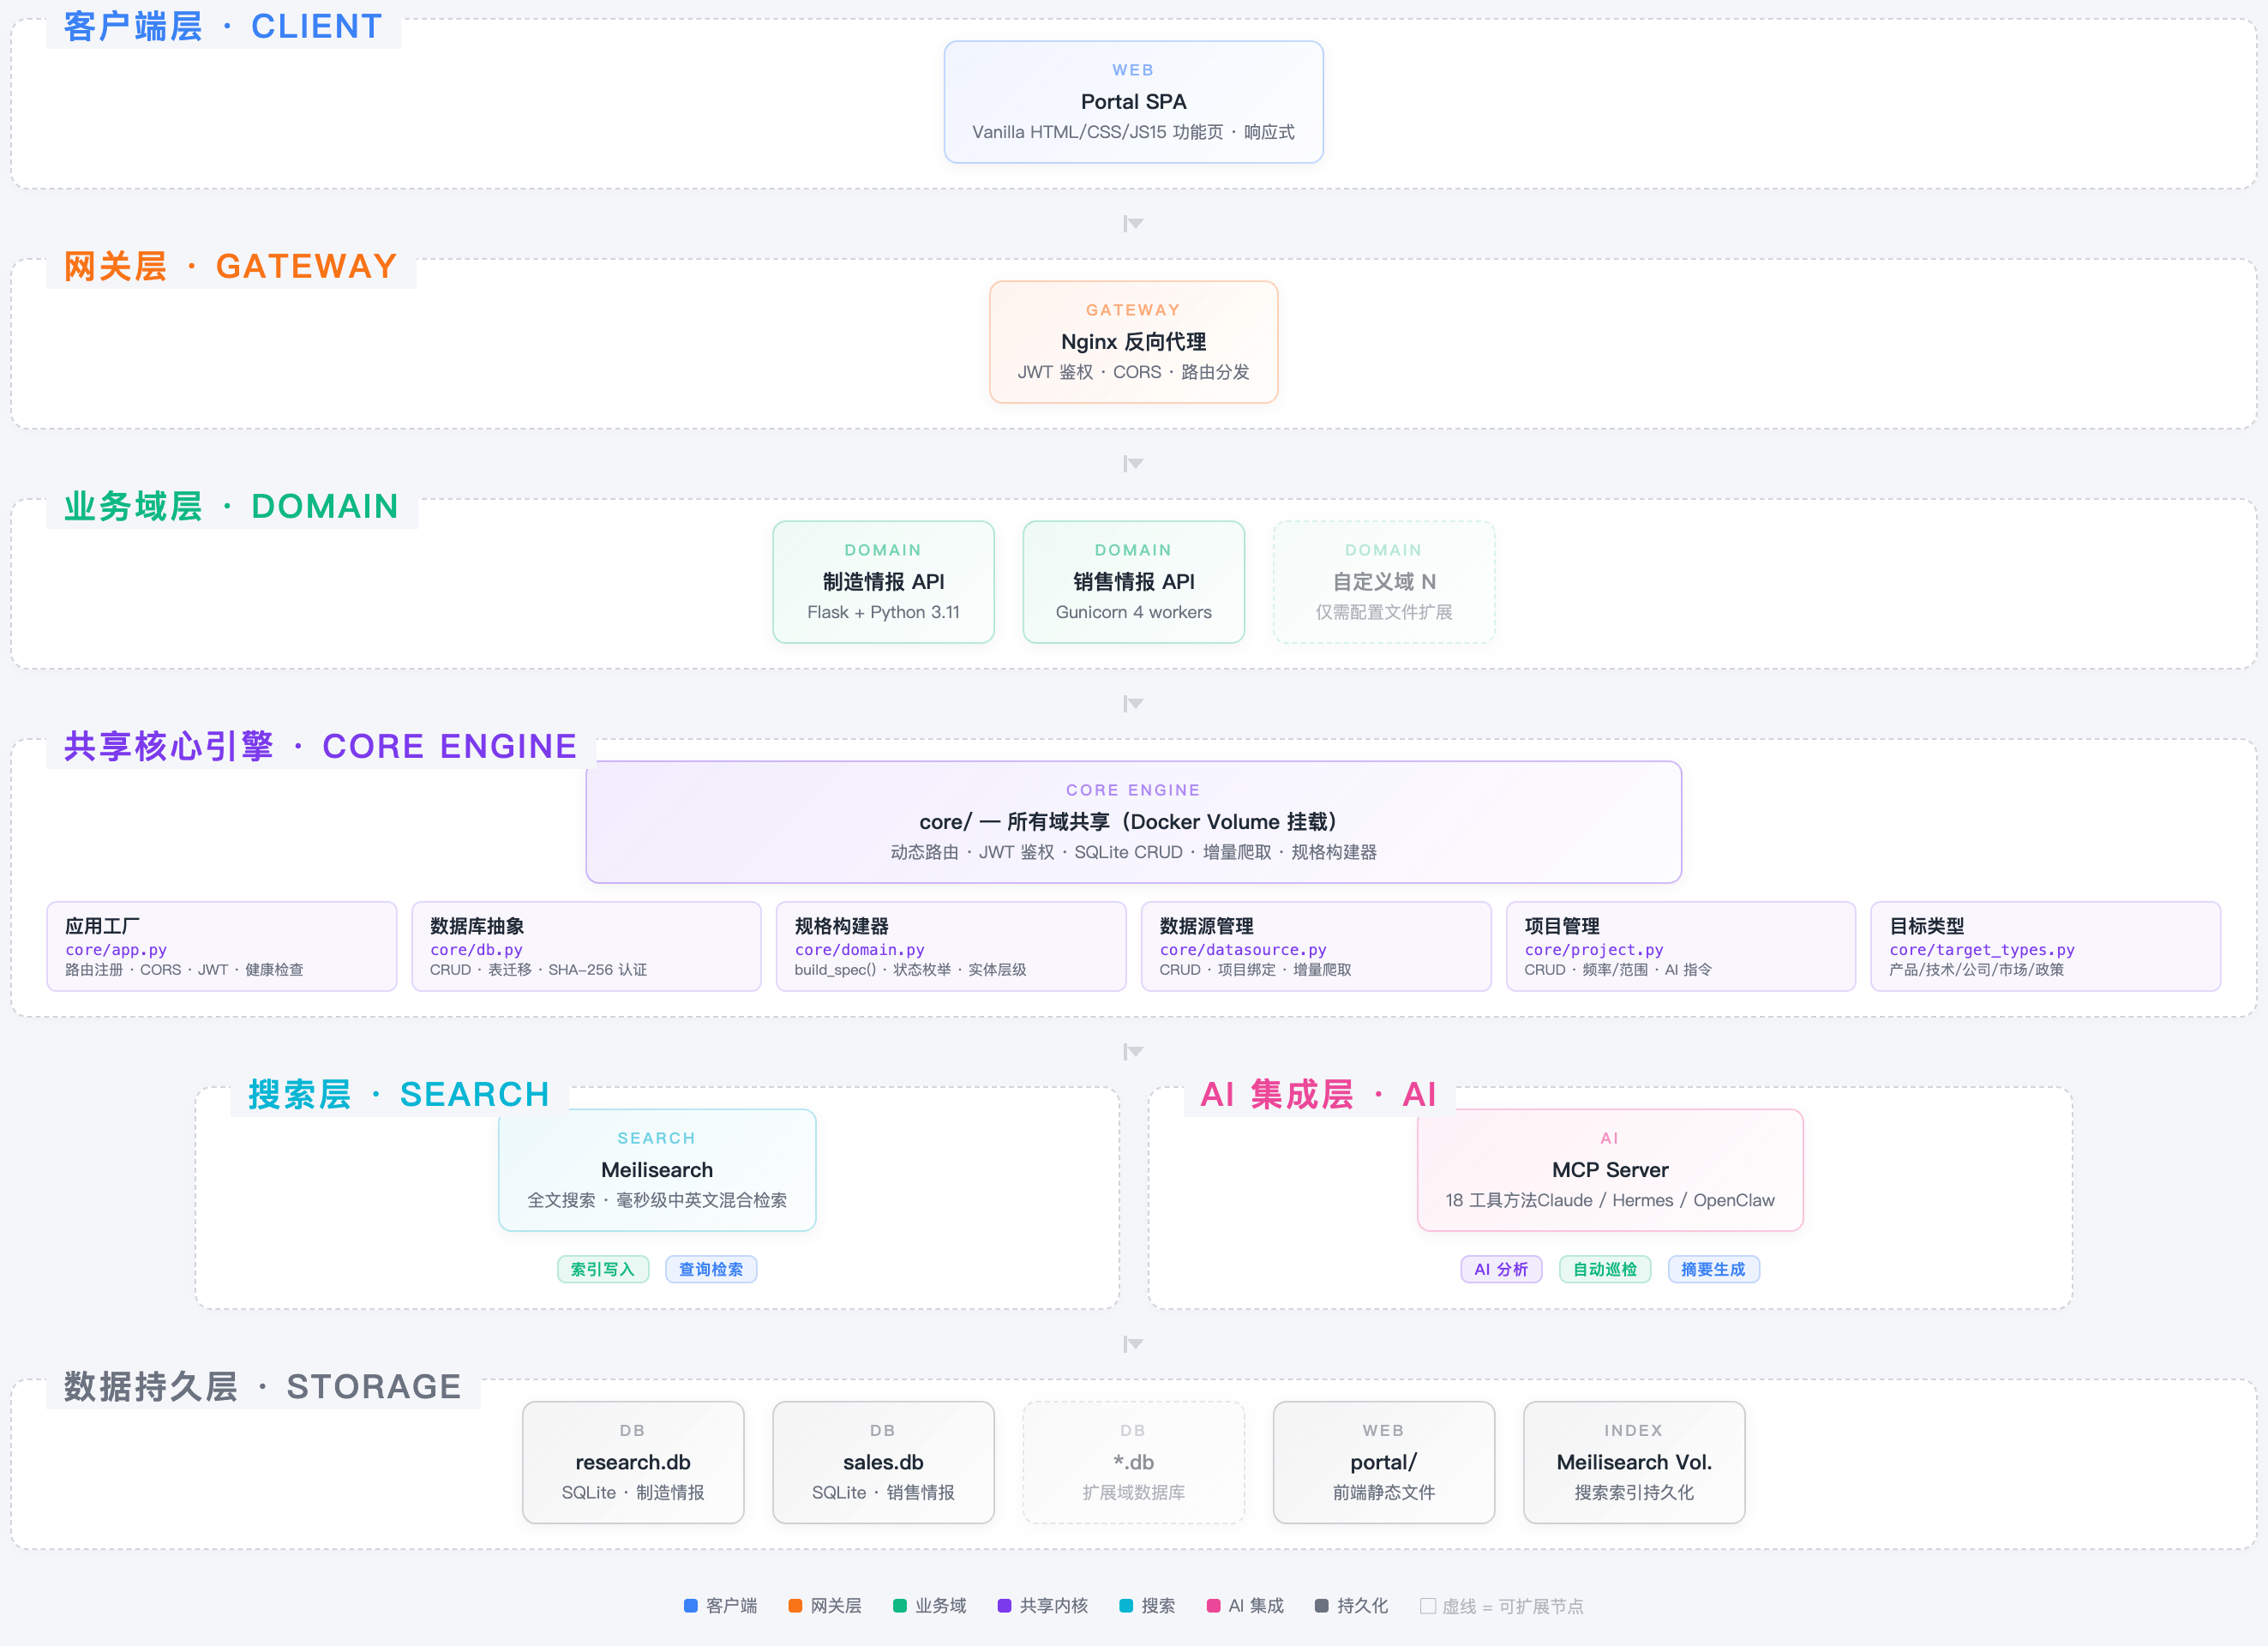 客户端层 · CLIENT
WEB
Portal SPA
Vanilla HTML/CSS/JS15 功能页 · 响应式
网关层 · GATEWAY
GATEWAY
Nginx 反向代理
JWT 鉴权 · CORS · 路由分发
业务域层 · DOMAIN
DOMAIN
制造情报 API
Flask + Python 3.11
DOMAIN
销售情报 API
Gunicorn 4 workers
DOMAIN
自定义域 N
仅需配置文件扩展
共享核心引擎 · CORE ENGINE
CORE ENGINE
core/ — 所有域共享（Docker Volume 挂载）
动态路由 · JWT 鉴权 · SQLite CRUD · 增量爬取 · 规格构建器
应用工厂
core/app.py
路由注册 · CORS · JWT · 健康检查
数据库抽象
core/db.py
CRUD · 表迁移 · SHA-256 认证
规格构建器
core/domain.py
build_spec() · 状态枚举 · 实体层级
数据源管理
core/datasource.py
CRUD · 项目绑定 · 增量爬取
项目管理
core/project.py
CRUD · 频率/范围 · AI 指令
目标类型
core/target_types.py
产品/技术/公司/市场/政策
搜索层 · SEARCH
SEARCH
Meilisearch
全文搜索 · 毫秒级中英文混合检索
索引写入
查询检索
AI 集成层 · AI
AI
MCP Server
18 工具方法Claude / Hermes / OpenClaw
AI 分析
自动巡检
摘要生成
数据持久层 · STORAGE
DB
research.db
SQLite · 制造情报
DB
sales.db
SQLite · 销售情报
DB
*.db
扩展域数据库
WEB
portal/
前端静态文件
INDEX
Meilisearch Vol.
搜索索引持久化
客户端
网关层
业务域
共享内核
搜索
AI 集成
持久化
虚线 = 可扩展节点